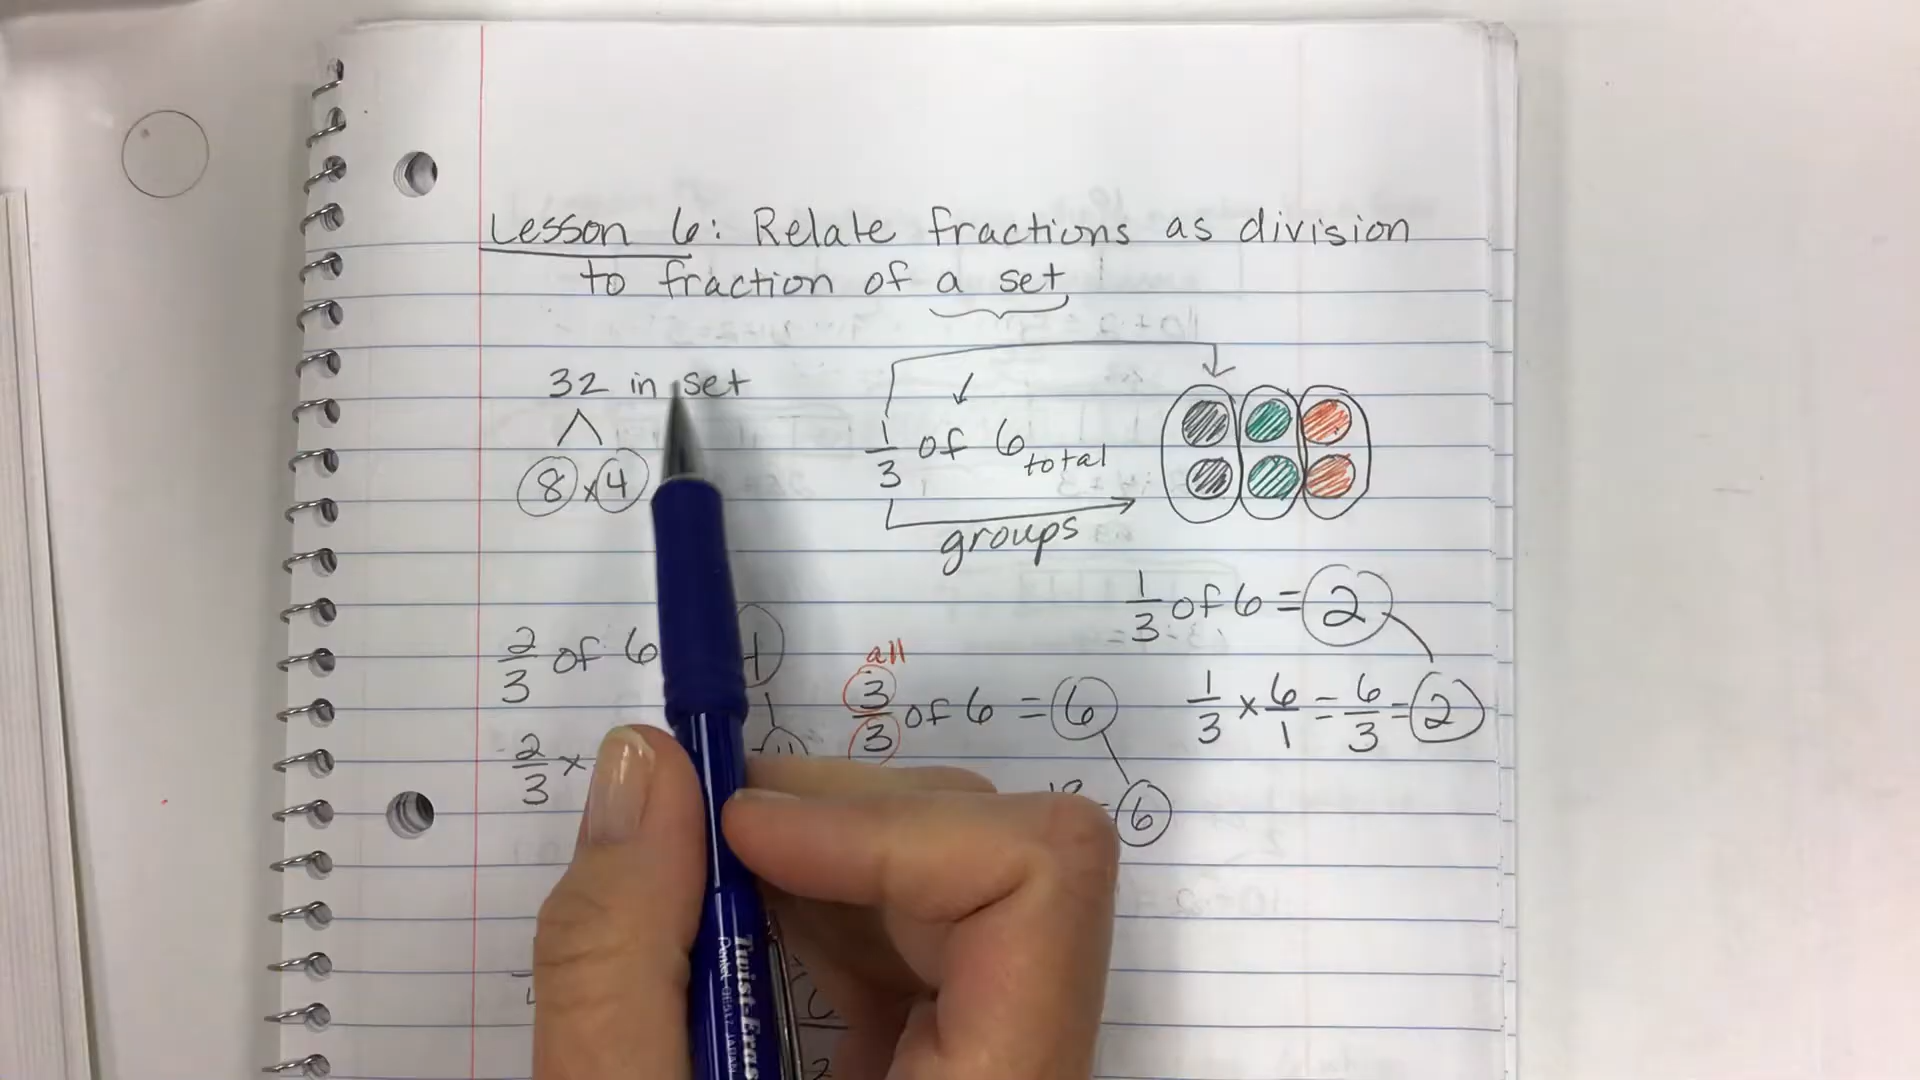 Lesson 6: Relate fractions as division
to fraction of a set
32 in set
8 x 4
1/3 of 6 total
groups
1/3 of 6 = 2
2/3 of 6
all
3/3 of 6 = 6
1/3 x 6/1 = 6/3 = 2
2/3 x
6
Twist-Erase
Pentel
JAPAN